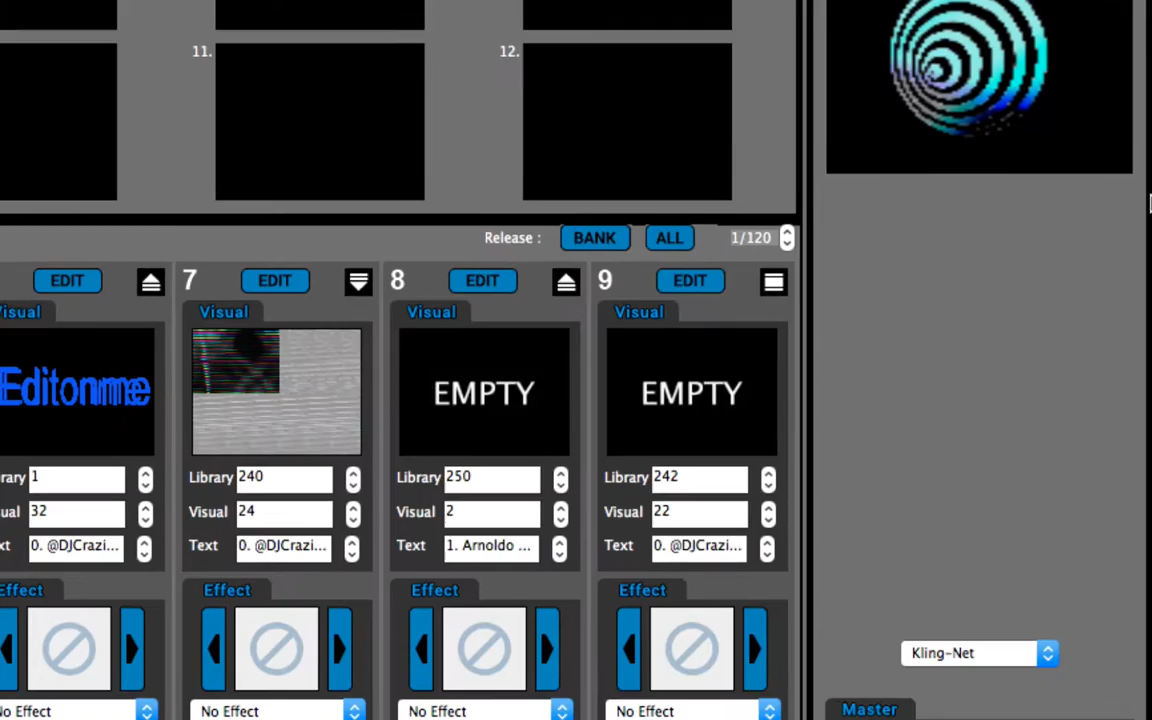 11.
12.
Release :
BANK
ALL
1/120
EDIT
7
EDIT
8
EDIT
9
EDIT
Visual
Visual
Visual
Editonme
EMPTY
EMPTY
rary 1
Library 240
Library 250
Library 242
ual 32
Visual 24
Visual 2
Visual 22
xt 0. @DJCrazi...
Text 0. @DJCrazi...
Text 1. Arnoldo ...
Text 0. @DJCrazi...
Effect
Effect
Effect
Effect
Kling-Net
No Effect
No Effect
No Effect
Master